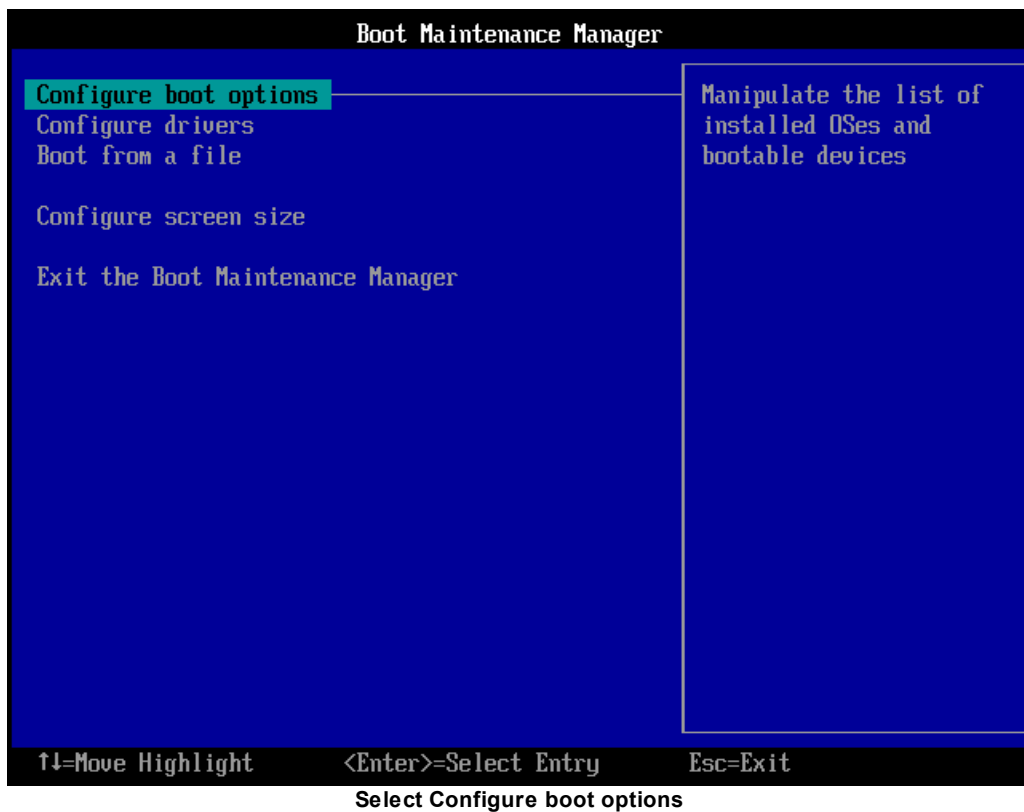 Boot Maintenance Manager
Configure boot options
Configure drivers
Boot from a file
Configure screen size
Exit the Boot Maintenance Manager
Manipulate the list of
installed OSes and
bootable devices
↑↓=Move Highlight <Enter>=Select Entry Esc=Exit
Select Configure boot options